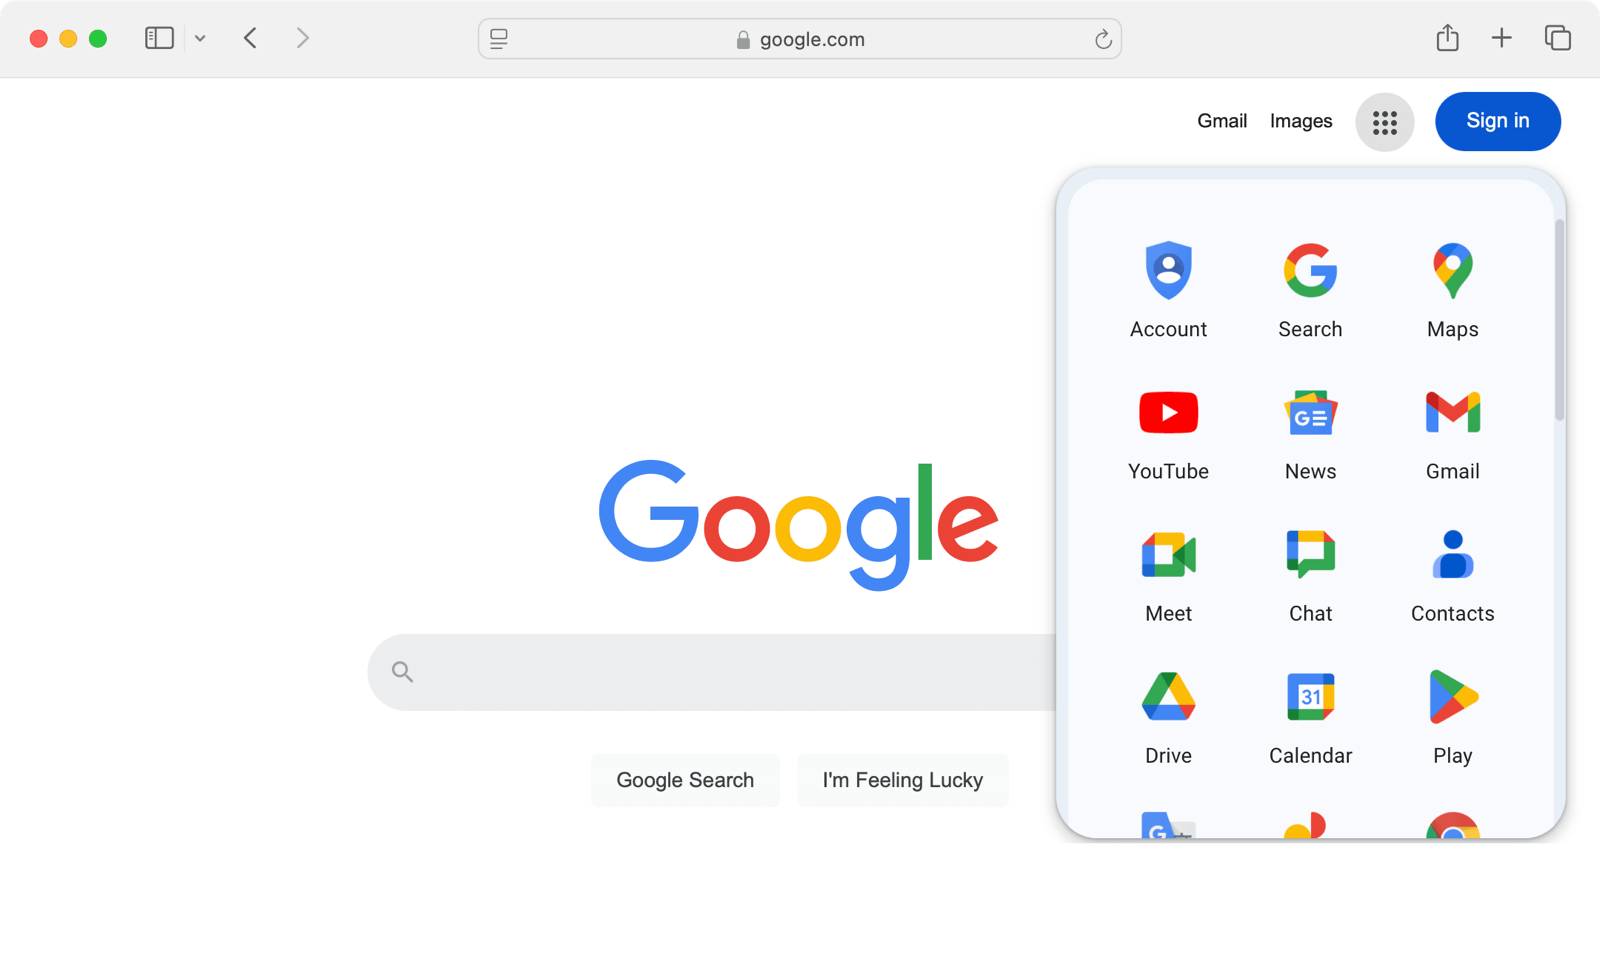 google.com
Gmail Images Sign in
Account Search Maps
GE
YouTube News Gmail
Google
Meet Chat Contacts
31
Drive Calendar Play
Google Search I'm Feeling Lucky
G